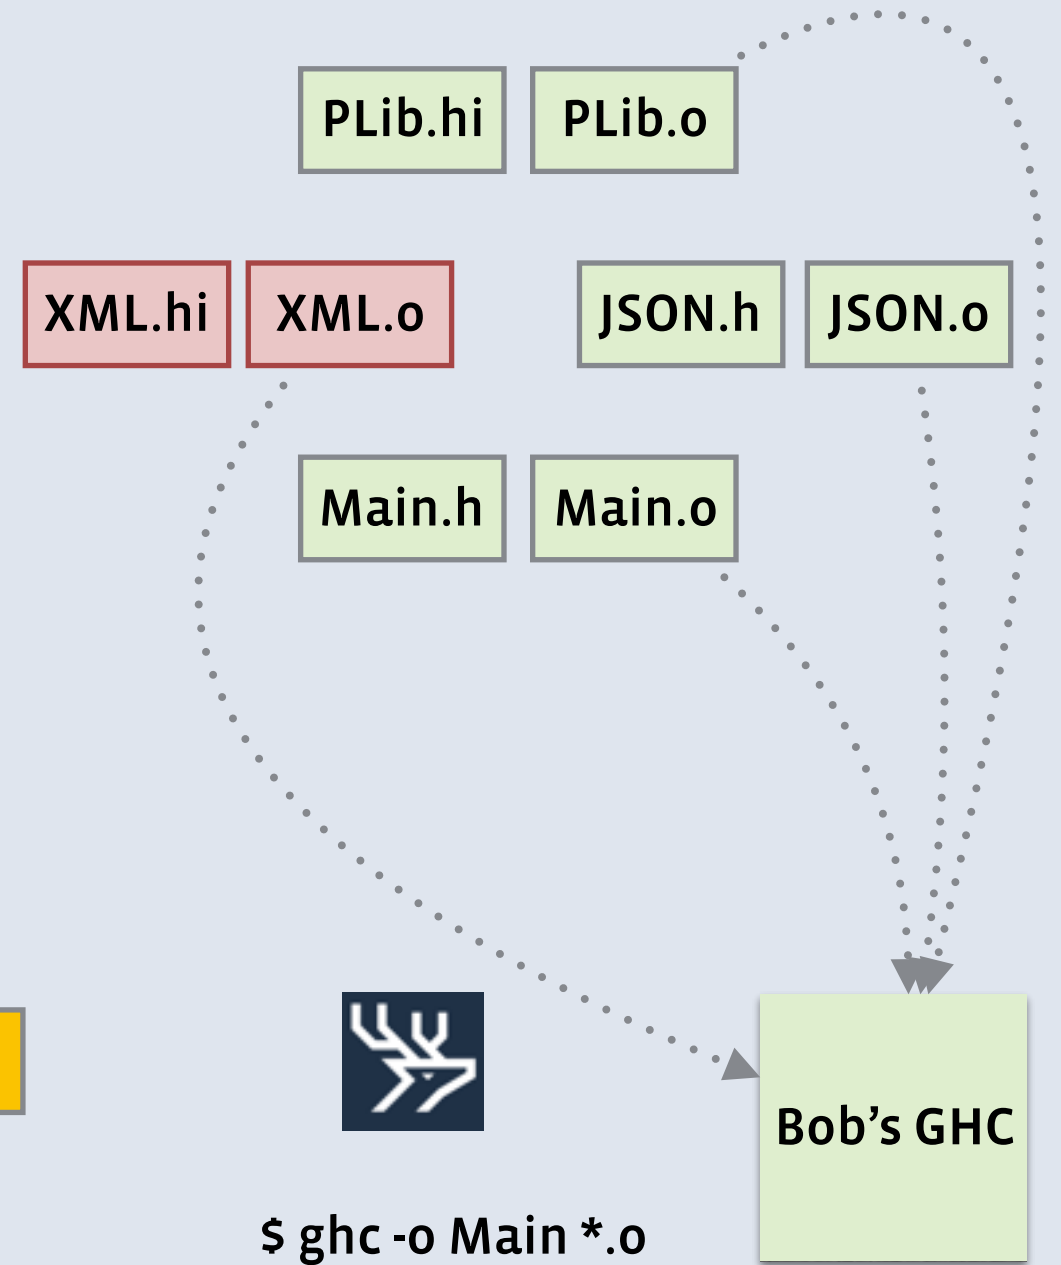 PLib.hi PLib.o
XML.hi XML.o JSON.h JSON.o
Main.h Main.o
Bob’s GHC
$ ghc -o Main *.o